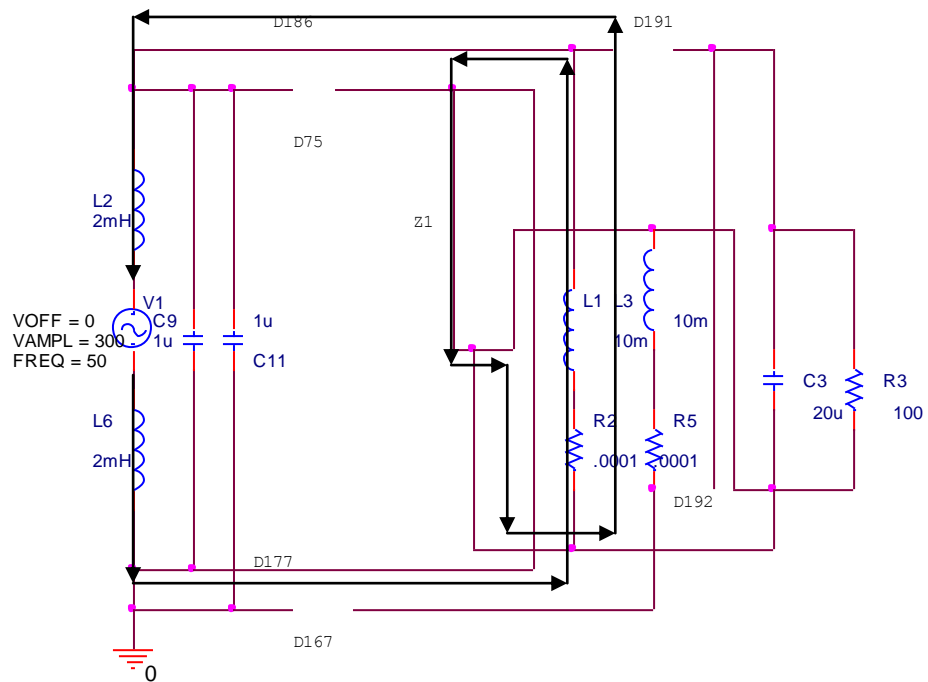 D186
D191
D75
L2
2mH
Z1
V1
VOFF = 0
VAMPL = 300
FREQ = 50
C9
1u
1u
C11
L1
10m
L3
10m
C3
20u
R3
100
L6
2mH
R2
.0001
R5
.0001
D192
D177
D167
0